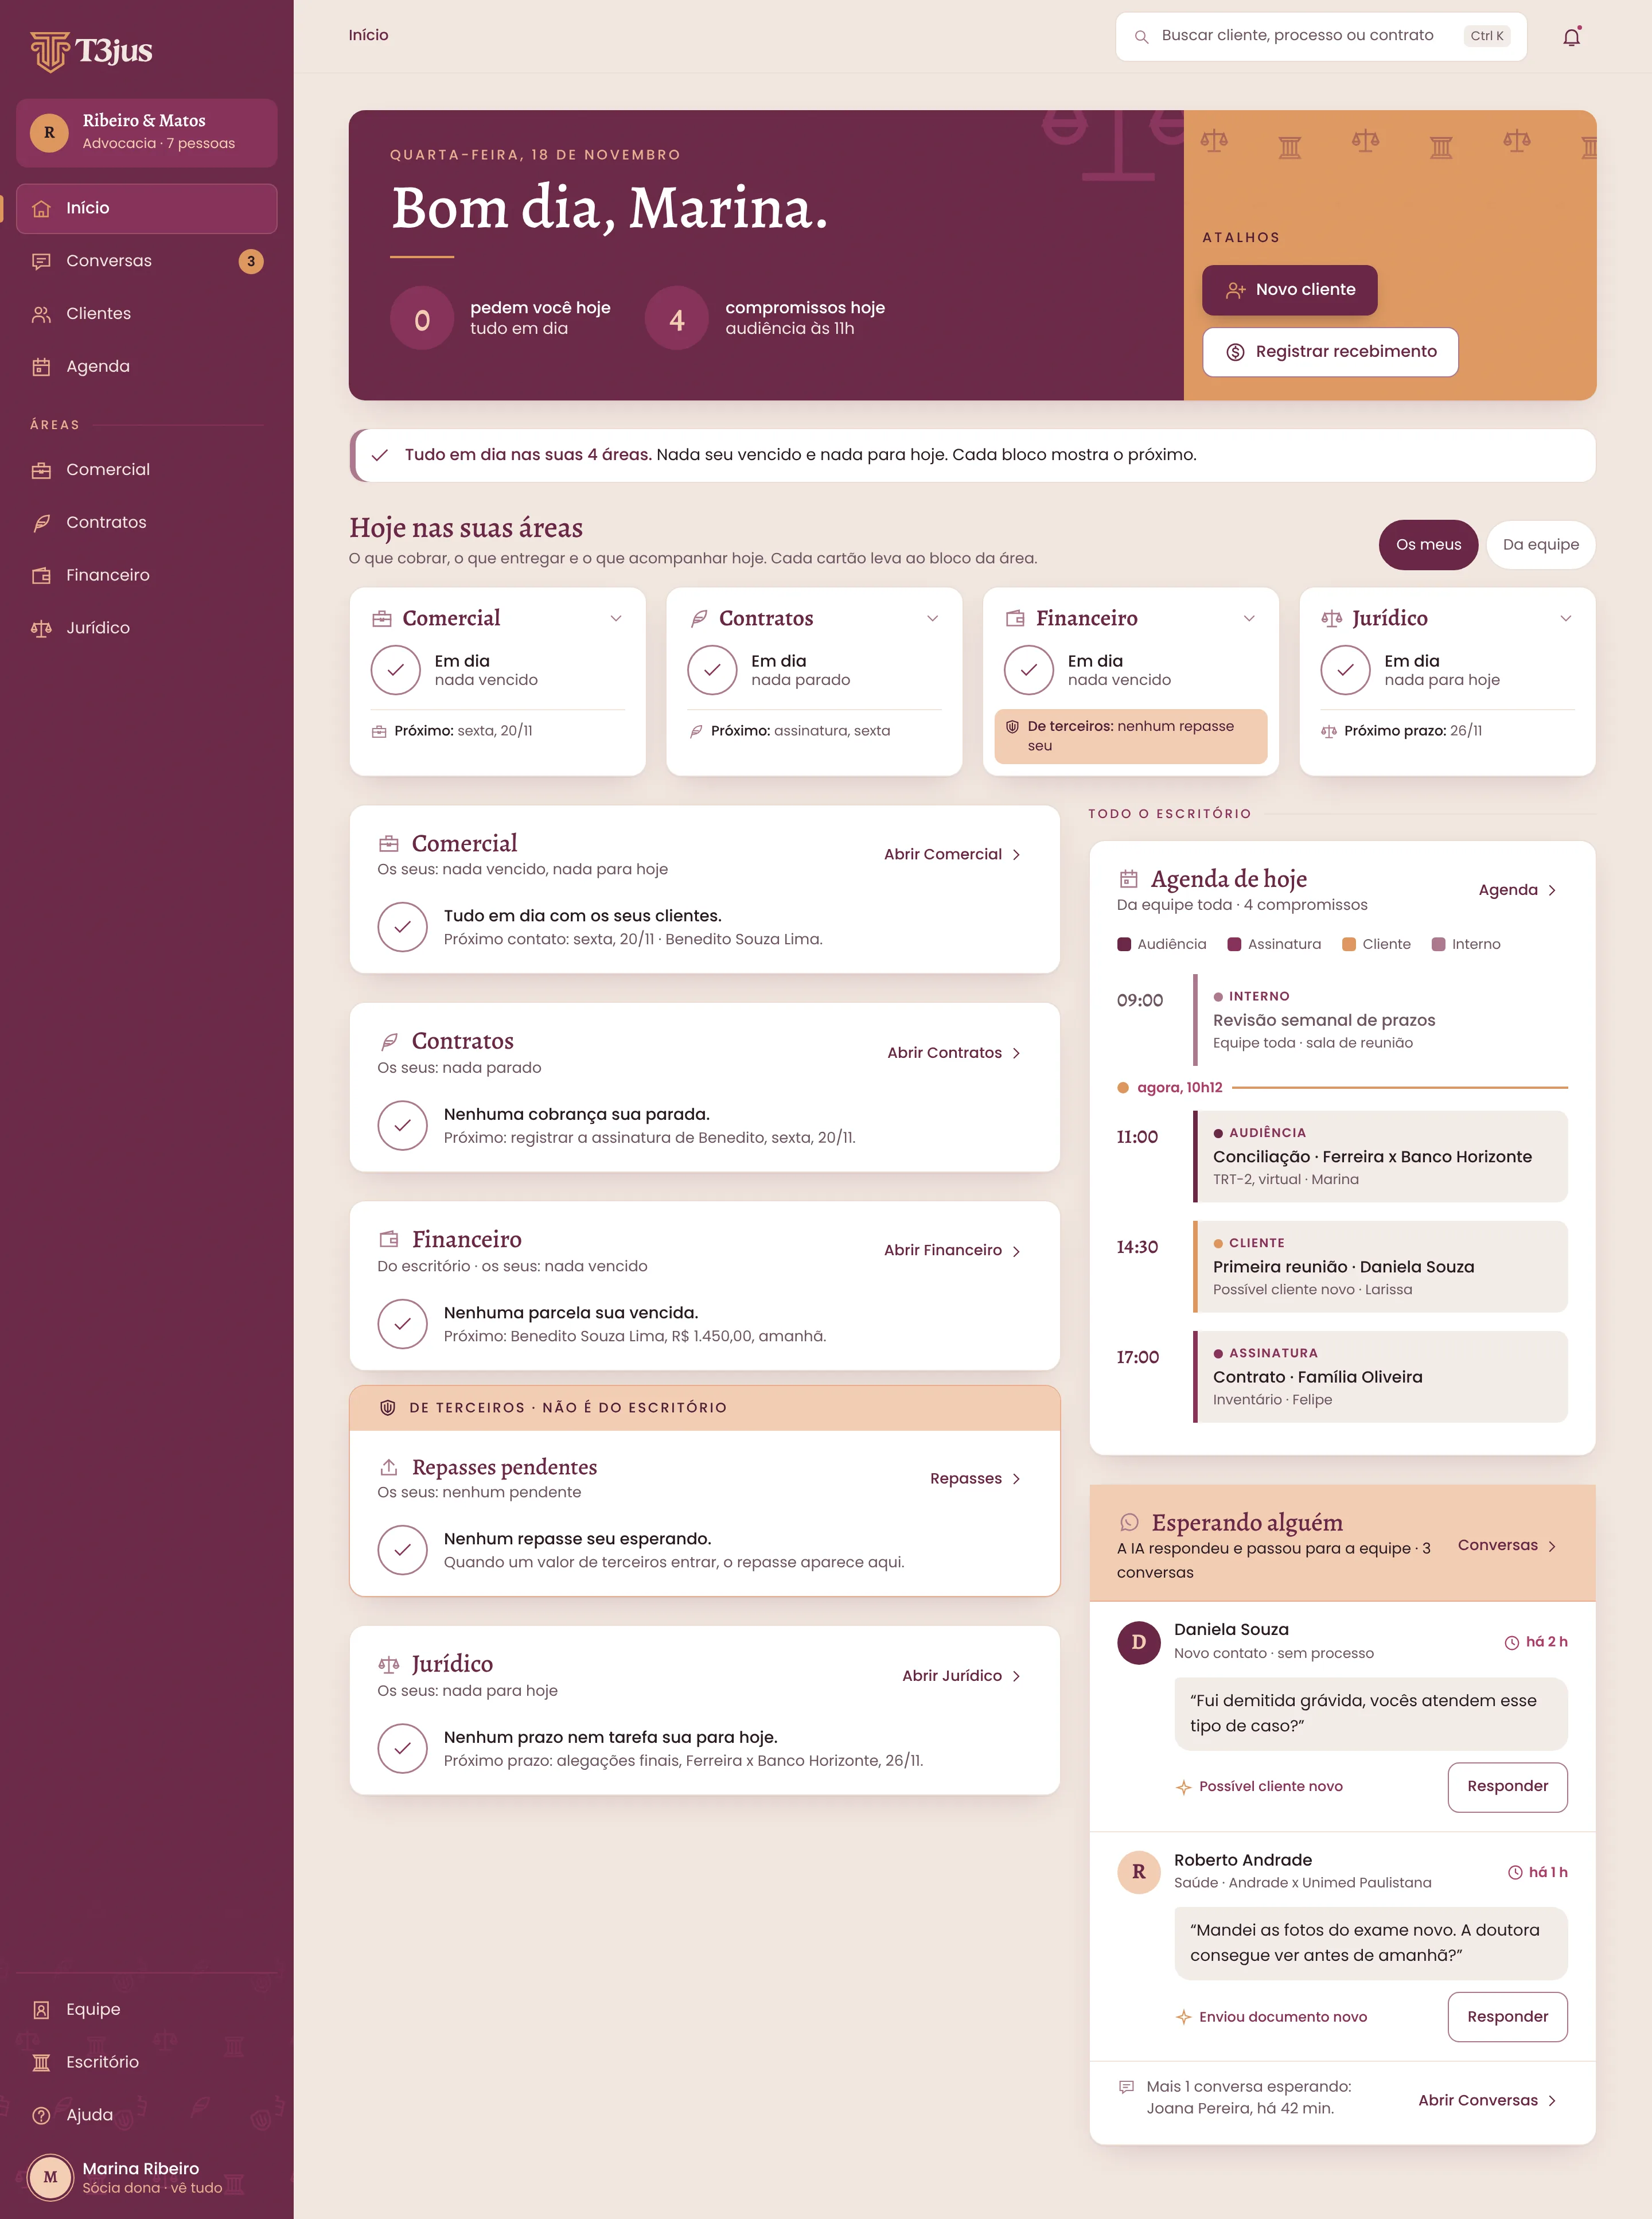 T3jus
R
Ribeiro & Matos
Advocacia · 7 pessoas
Início
Conversas
3
Clientes
Agenda
ÁREAS
Comercial
Contratos
Financeiro
Jurídico
Equipe
Escritório
Ajuda
M
Marina Ribeiro
Sócia dona · vê tudo
Início
Buscar cliente, processo ou contrato
Ctrl K
QUARTA-FEIRA, 18 DE NOVEMBRO
Bom dia, Marina.
0
pedem você hoje
tudo em dia
4
compromissos hoje
audiência às 11h
ATALHOS
Novo cliente
Registrar recebimento
Tudo em dia nas suas 4 áreas. Nada seu vencido e nada para hoje. Cada bloco mostra o próximo.
Hoje nas suas áreas
O que cobrar, o que entregar e o que acompanhar hoje. Cada cartão leva ao bloco da área.
Os meus
Da equipe
Comercial
Em dia
nada vencido
Próximo: sexta, 20/11
Contratos
Em dia
nada parado
Próximo: assinatura, sexta
Financeiro
Em dia
nada vencido
De terceiros: nenhum repasse
seu
Jurídico
Em dia
nada para hoje
Próximo prazo: 26/11
Comercial
Os seus: nada vencido, nada para hoje
Abrir Comercial
Tudo em dia com os seus clientes.
Próximo contato: sexta, 20/11 · Benedito Souza Lima.
Contratos
Os seus: nada parado
Abrir Contratos
Nenhuma cobrança sua parada.
Próximo: registrar a assinatura de Benedito, sexta, 20/11.
Financeiro
Do escritório · os seus: nada vencido
Abrir Financeiro
Nenhuma parcela sua vencida.
Próximo: Benedito Souza Lima, R$ 1.450,00, amanhã.
DE TERCEIROS · NÃO É DO ESCRITÓRIO
Repasses pendentes
Os seus: nenhum pendente
Repasses
Nenhum repasse seu esperando.
Quando um valor de terceiros entrar, o repasse aparece aqui.
Jurídico
Os seus: nada para hoje
Abrir Jurídico
Nenhum prazo nem tarefa sua para hoje.
Próximo prazo: alegações finais, Ferreira x Banco Horizonte, 26/11.
TODO O ESCRITÓRIO
Agenda de hoje
Da equipe toda · 4 compromissos
Agenda
Audiência
Assinatura
Cliente
Interno
09:00
INTERNO
Revisão semanal de prazos
Equipe toda · sala de reunião
agora, 10h12
11:00
AUDIÊNCIA
Conciliação · Ferreira x Banco Horizonte
TRT-2, virtual · Marina
14:30
CLIENTE
Primeira reunião · Daniela Souza
Possível cliente novo · Larissa
17:00
ASSINATURA
Contrato · Família Oliveira
Inventário · Felipe
Esperando alguém
A IA respondeu e passou para a equipe · 3
conversas
Conversas
D
Daniela Souza
Novo contato · sem processo
há 2 h
“Fui demitida grávida, vocês atendem esse
tipo de caso?”
Possível cliente novo
Responder
R
Roberto Andrade
Saúde · Andrade x Unimed Paulistana
há 1 h
“Mandei as fotos do exame novo. A doutora
consegue ver antes de amanhã?”
Enviou documento novo
Responder
Mais 1 conversa esperando:
Joana Pereira, há 42 min.
Abrir Conversas